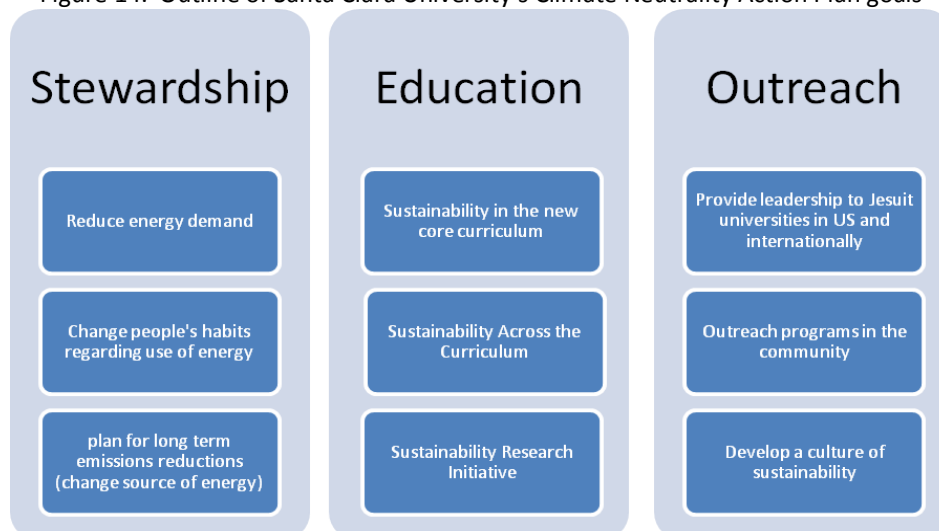 Figure 14: Outline of Santa Clara University's Climate Neutrality Action Plan goals
Stewardship
Reduce energy demand
Change people's habits
regarding use of energy
plan for long term
emissions reductions
(change source of energy)
Education
Sustainability in the new
core curriculum
Sustainability Across the
Curriculum
Sustainability Research
Initiative
Outreach
Provide leadership to Jesuit
universities in US and
internationally
Outreach programs in the
community
Develop a culture of
sustainability